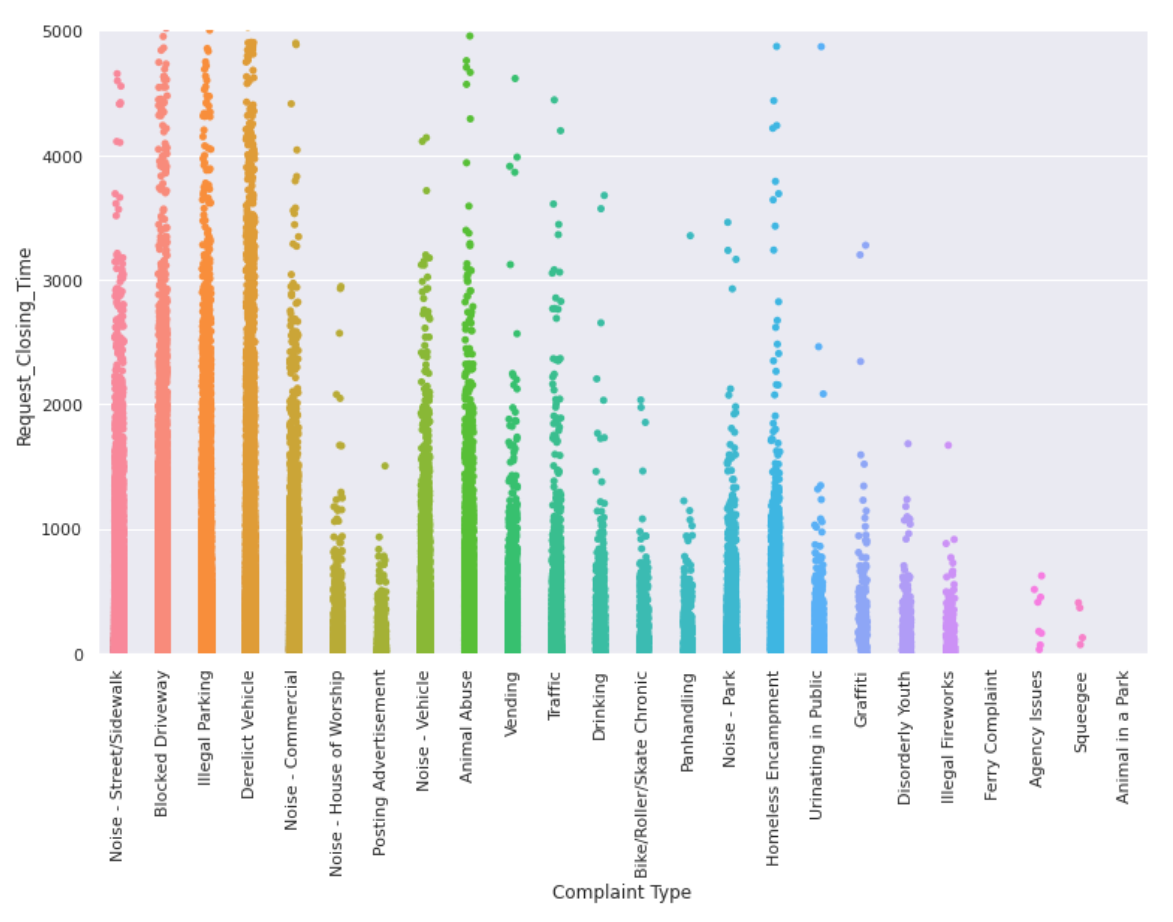 5000
4000
3000
2000
1000
0
Request_Closing_Time
Noise - Street/Sidewalk
Blocked Driveway
Illegal Parking
Derelict Vehicle
Noise - Commercial
Noise - House of Worship
Posting Advertisement
Noise - Vehicle
Animal Abuse
Vending
Traffic
Drinking
Bike/Roller/Skate Chronic
Panhandling
Noise - Park
Homeless Encampment
Urinating in Public
Graffiti
Disorderly Youth
Illegal Fireworks
Ferry Complaint
Agency Issues
Squeegee
Animal in a Park
Complaint Type